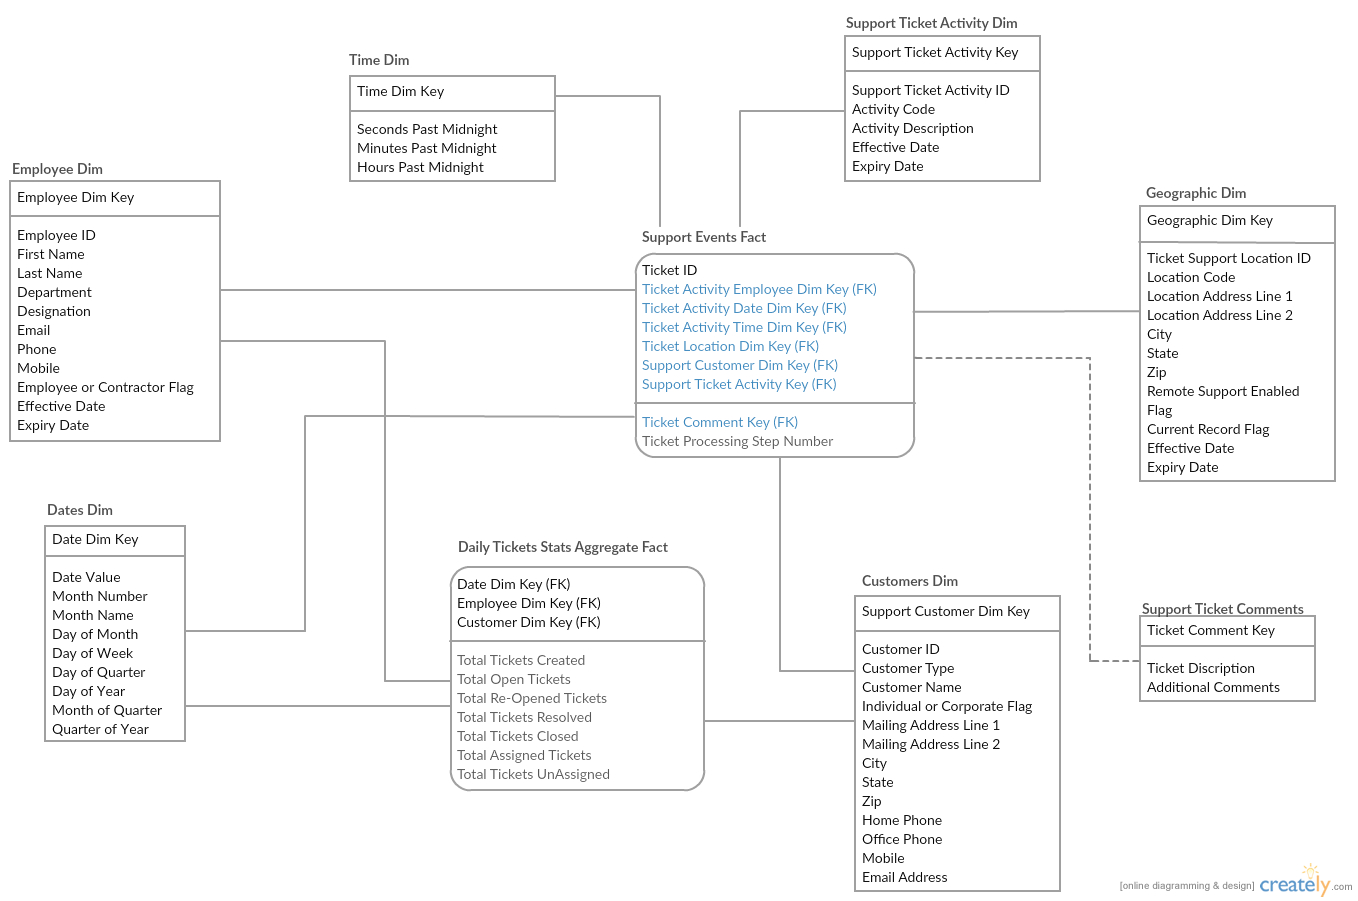 Support Ticket Activity Dim
Support Ticket Activity Key
Support Ticket Activity ID
Activity Code
Activity Description
Effective Date
Expiry Date
Time Dim
Time Dim Key
Seconds Past Midnight
Minutes Past Midnight
Hours Past Midnight
Employee Dim
Employee Dim Key
Employee ID
First Name
Last Name
Department
Designation
Email
Phone
Mobile
Employee or Contractor Flag
Effective Date
Expiry Date
Geographic Dim
Geographic Dim Key
Ticket Support Location ID
Location Code
Location Address Line 1
Location Address Line 2
City
State
Zip
Remote Support Enabled
Flag
Current Record Flag
Effective Date
Expiry Date
Support Events Fact
Ticket ID
Ticket Activity Employee Dim Key (FK)
Ticket Activity Date Dim Key (FK)
Ticket Activity Time Dim Key (FK)
Ticket Location Dim Key (FK)
Support Customer Dim Key (FK)
Support Ticket Activity Key (FK)
Ticket Comment Key (FK)
Ticket Processing Step Number
Dates Dim
Date Dim Key
Date Value
Month Number
Month Name
Day of Month
Day of Week
Day of Quarter
Day of Year
Month of Quarter
Quarter of Year
Daily Tickets Stats Aggregate Fact
Date Dim Key (FK)
Employee Dim Key (FK)
Customer Dim Key (FK)
Total Tickets Created
Total Open Tickets
Total Re-Opened Tickets
Total Tickets Resolved
Total Tickets Closed
Total Assigned Tickets
Total Tickets UnAssigned
Customers Dim
Support Customer Dim Key
Customer ID
Customer Type
Customer Name
Individual or Corporate Flag
Mailing Address Line 1
Mailing Address Line 2
City
State
Zip
Home Phone
Office Phone
Mobile
Email Address
Support Ticket Comments
Ticket Comment Key
Ticket Discription
Additional Comments
[online diagramming & design] creately.com